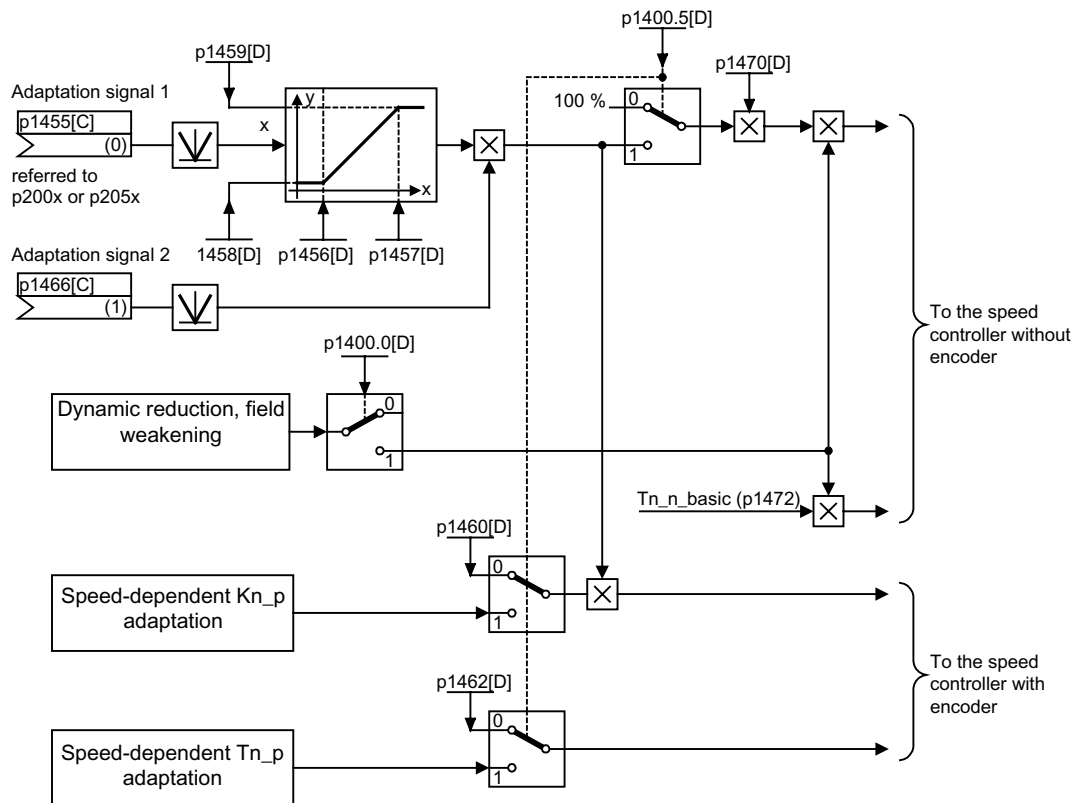 p1400.5[D]
p1459[D]
p1470[D]
Adaptation signal 1
p1455[C]
(0)
x
y
x
100 %
0
1
referred to
p200x or p205x
1458[D]
p1456[D]
p1457[D]
Adaptation signal 2
p1466[C]
(1)
To the speed
controller without
encoder
p1400.0[D]
Dynamic reduction, field
weakening
0
1
Tn_n_basic (p1472)
p1460[D]
Speed-dependent Kn_p
adaptation
0
1
To the speed
controller with
encoder
p1462[D]
Speed-dependent Tn_p
adaptation
0
1